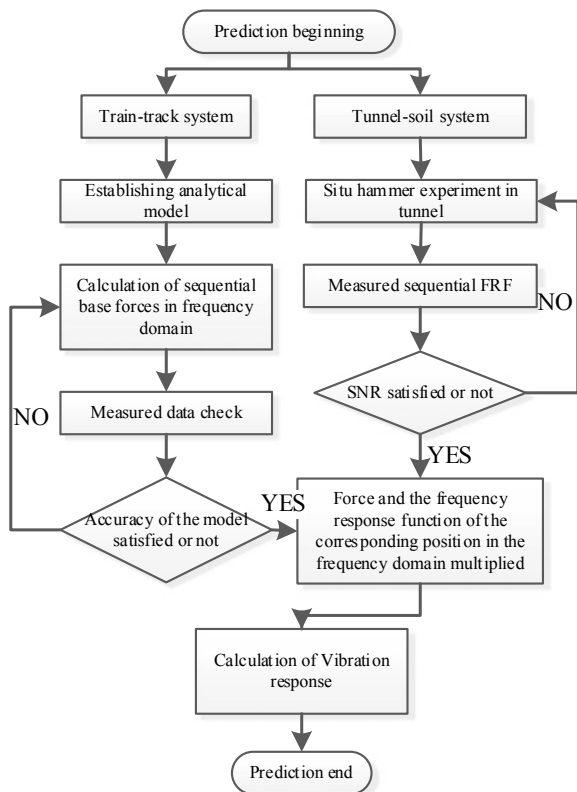 Prediction beginning
Train-track system
Tunnel-soil system
Establishing analytical
model
Situ hammer experiment in
tunnel
Calculation of sequential
base forces in frequency
domain
Measured sequential FRF
NO
SNR satisfied or not
NO
Measured data check
YES
YES
Accuracy of the model
satisfied or not
Force and the frequency
response function of the
corresponding position in the
frequency domain multiplied
Calculation of Vibration
response
Prediction end